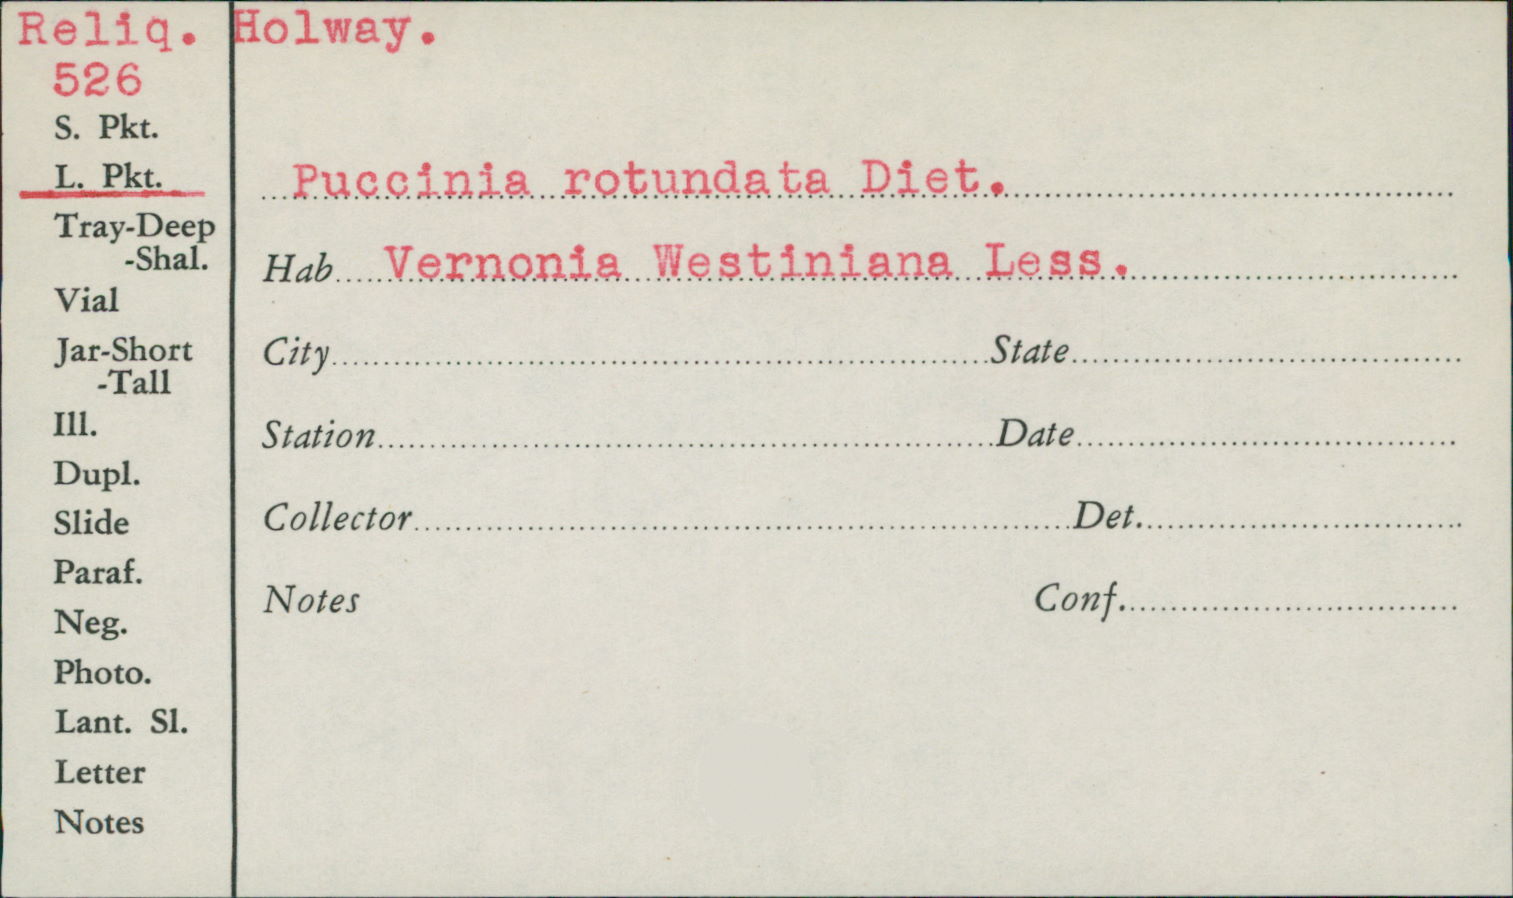 Reliq. Holway.
526
S. Pkt.
L. Pkt.
Tray-Deep
-Shal.
Vial
Jar-Short
-Tall
Ill.
Dupl.
Slide
Paraf.
Neg.
Photo.
Lant. Sl.
Letter
Notes
Puccinia rotundata Diet.
Hab Vernonia Westiniana Less.
City State
Station Date
Collector Det.
Notes Conf.